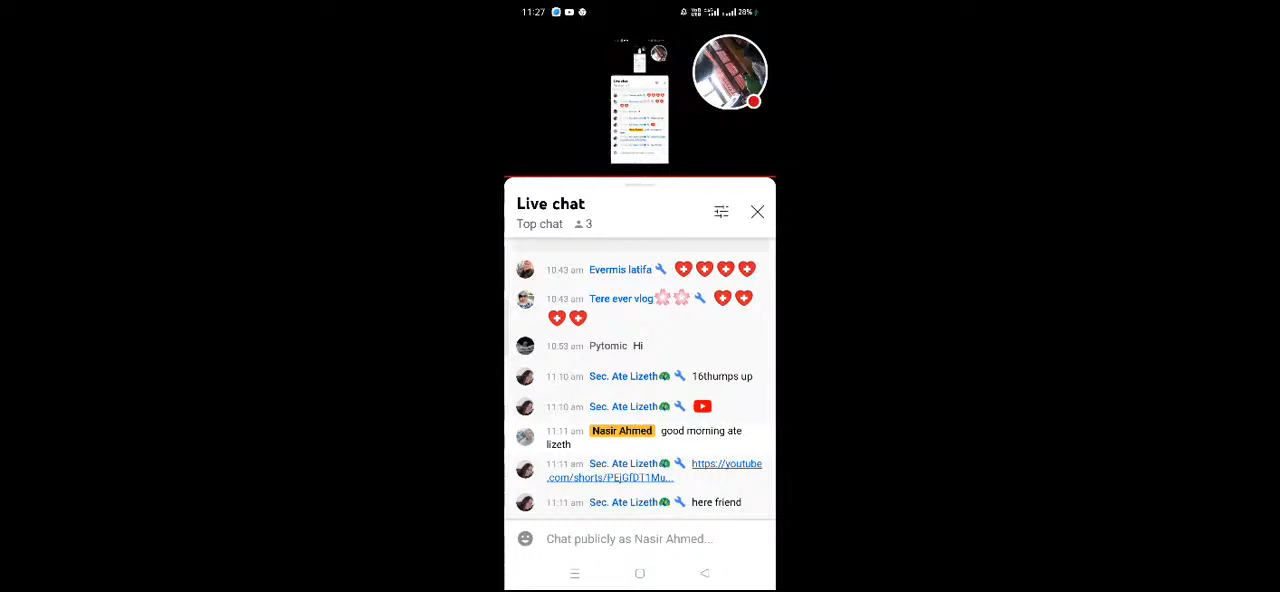 11:27 28%
Live chat
Top chat 3
10:43 am Evermis latifa
10:43 am Tere ever vlog
10:53 am Pytomic Hi
11:10 am Sec. Ate Lizeth 16thumps up
11:10 am Sec. Ate Lizeth
11:11 am Nasir Ahmed good morning ate
lizeth
11:11 am Sec. Ate Lizeth https://youtube
.com/shorts/PEjGfDT1Mu...
11:11 am Sec. Ate Lizeth here friend
Chat publicly as Nasir Ahmed...